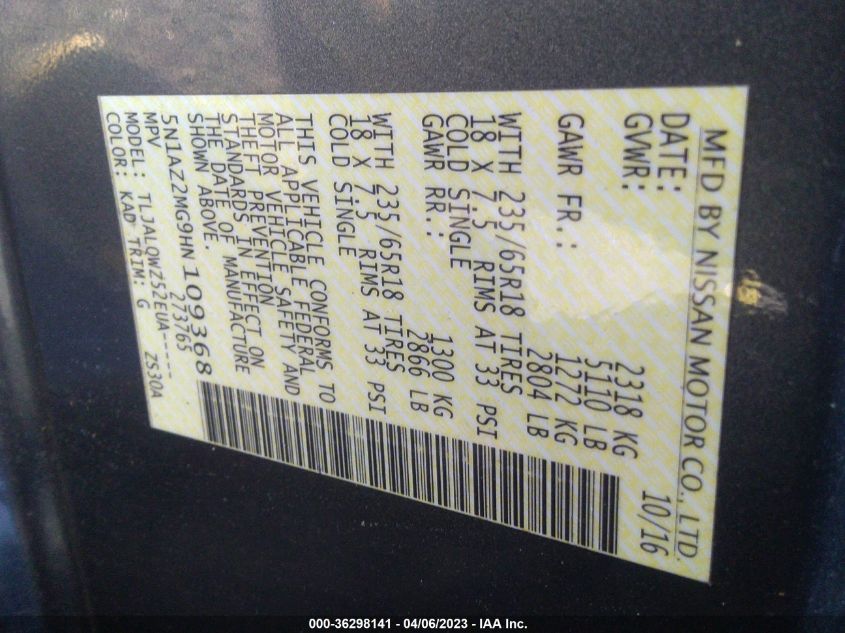 MFD BY NISSAN MOTOR CO., LTD.
DATE: 10/16
GVWR: 2318 KG
5110 LB
GAWR FR.: 1272 KG
2804 LB
WITH 235/65R18 TIRES
18 X 7.5 RIMS AT 33 PSI
COLD SINGLE
GAWR RR.: 1300 KG
2866 LB
WITH 235/65R18 TIRES
18 X 7.5 RIMS AT 33 PSI
COLD SINGLE
THIS VEHICLE CONFORMS TO
ALL APPLICABLE FEDERAL
MOTOR VEHICLE SAFETY AND
THEFT PREVENTION
STANDARDS IN EFFECT ON
THE DATE OF MANUFACTURE
SHOWN ABOVE.
5N1AZ2MG9HN109368
MPV 273765
MODEL: TLJALQWZ52EUA-----
COLOR: KAD TRIM: G ZS30A
000-36298141 - 04/06/2023 - IAA Inc.